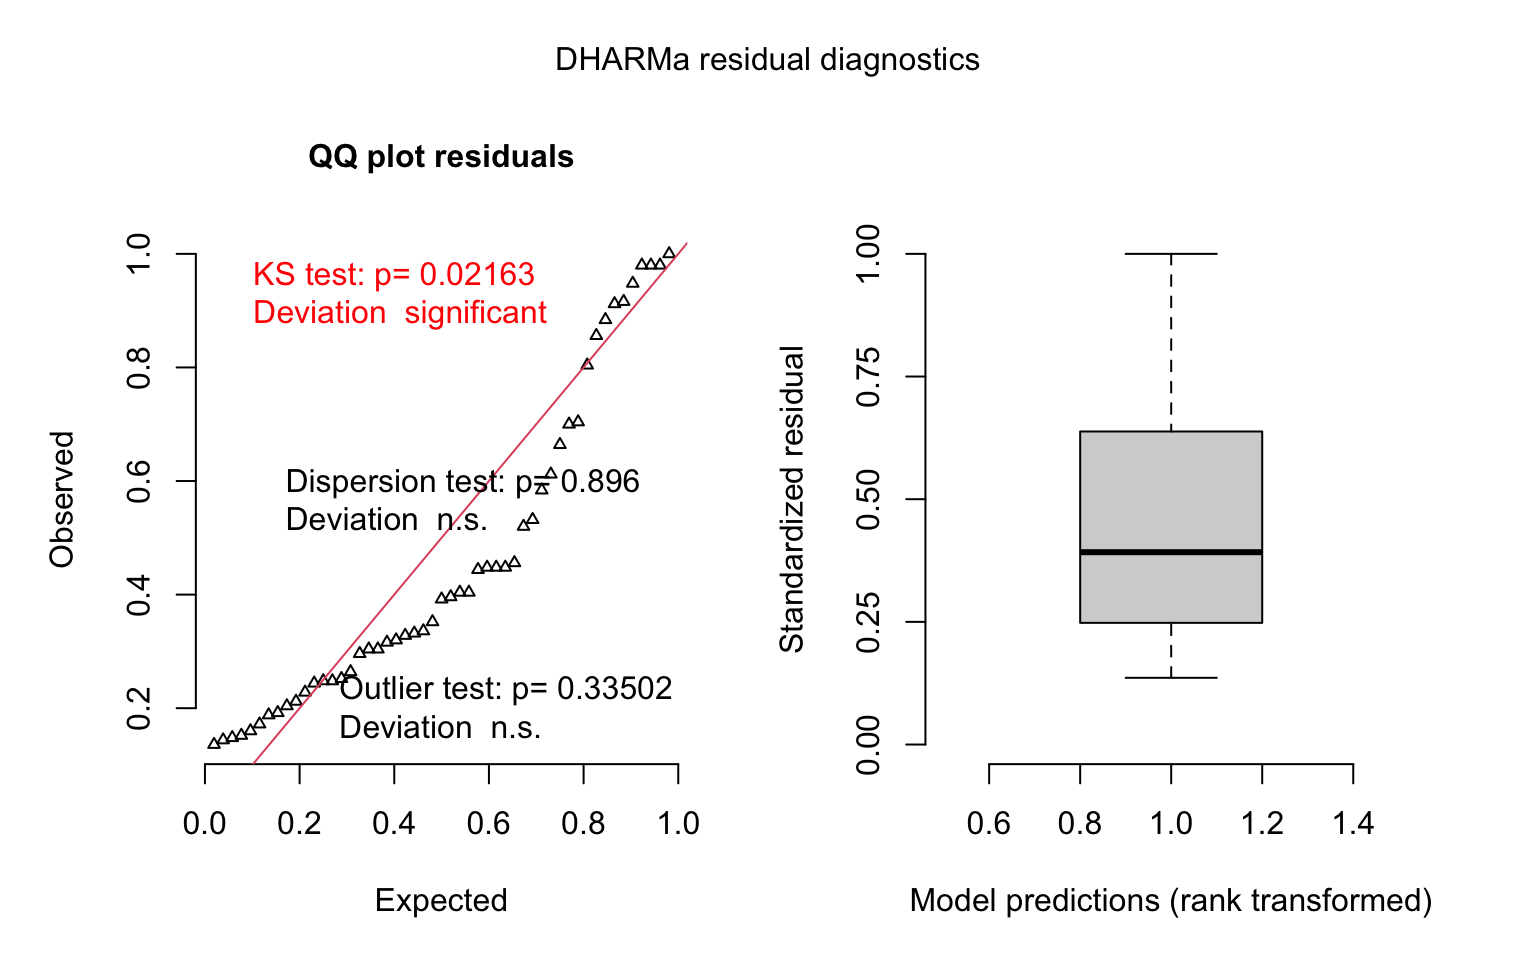 DHARMa residual diagnostics
QQ plot residuals
KS test: p= 0.02163
Deviation  significant
Dispersion test: p= 0.896
Deviation  n.s.
Outlier test: p= 0.33502
Deviation  n.s.
Observed
1.0
0.8
0.6
0.4
0.2
0.0 0.2 0.4 0.6 0.8 1.0
Expected
Standardized residual
1.00
0.75
0.50
0.25
0.00
0.6 0.8 1.0 1.2 1.4
Model predictions (rank transformed)